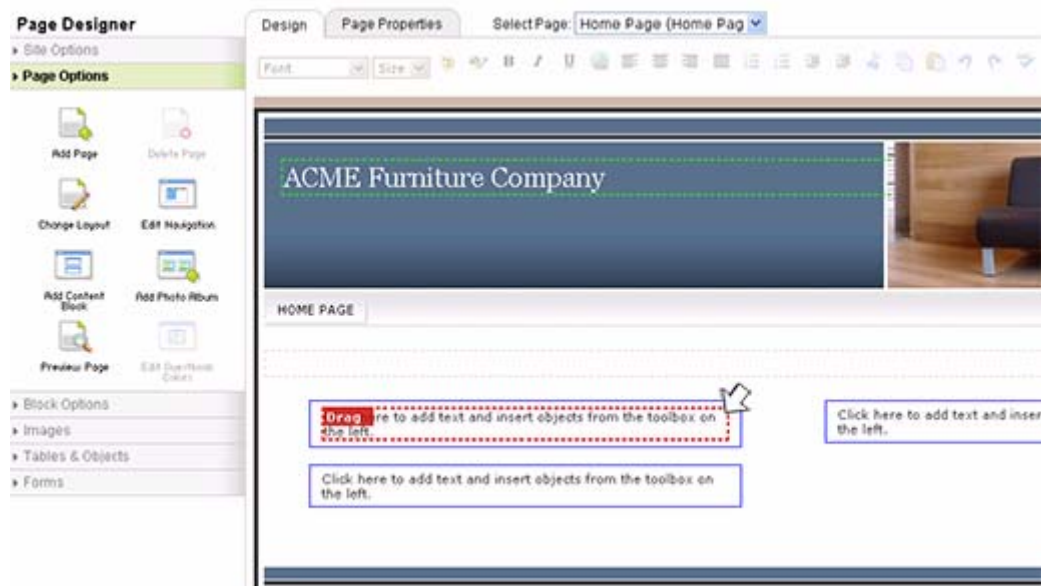 Page Designer
Site Options
Page Options
Add Page
Delete Page
Change Layout
Edit Navigation
Add Content
Block
Add Photo Album
Preview Page
Edit
Colors
Block Options
Images
Tables & Objects
Forms
Design
Page Properties
Select Page: Home Page (Home Pag
Font
Size
B I U
ACME Furniture Company
HOME PAGE
Drag re to add text and insert objects from the toolbox on
the left.
Click here to add text and insert objects from the toolbox on
the left.
Click here to add text and inser
the left.